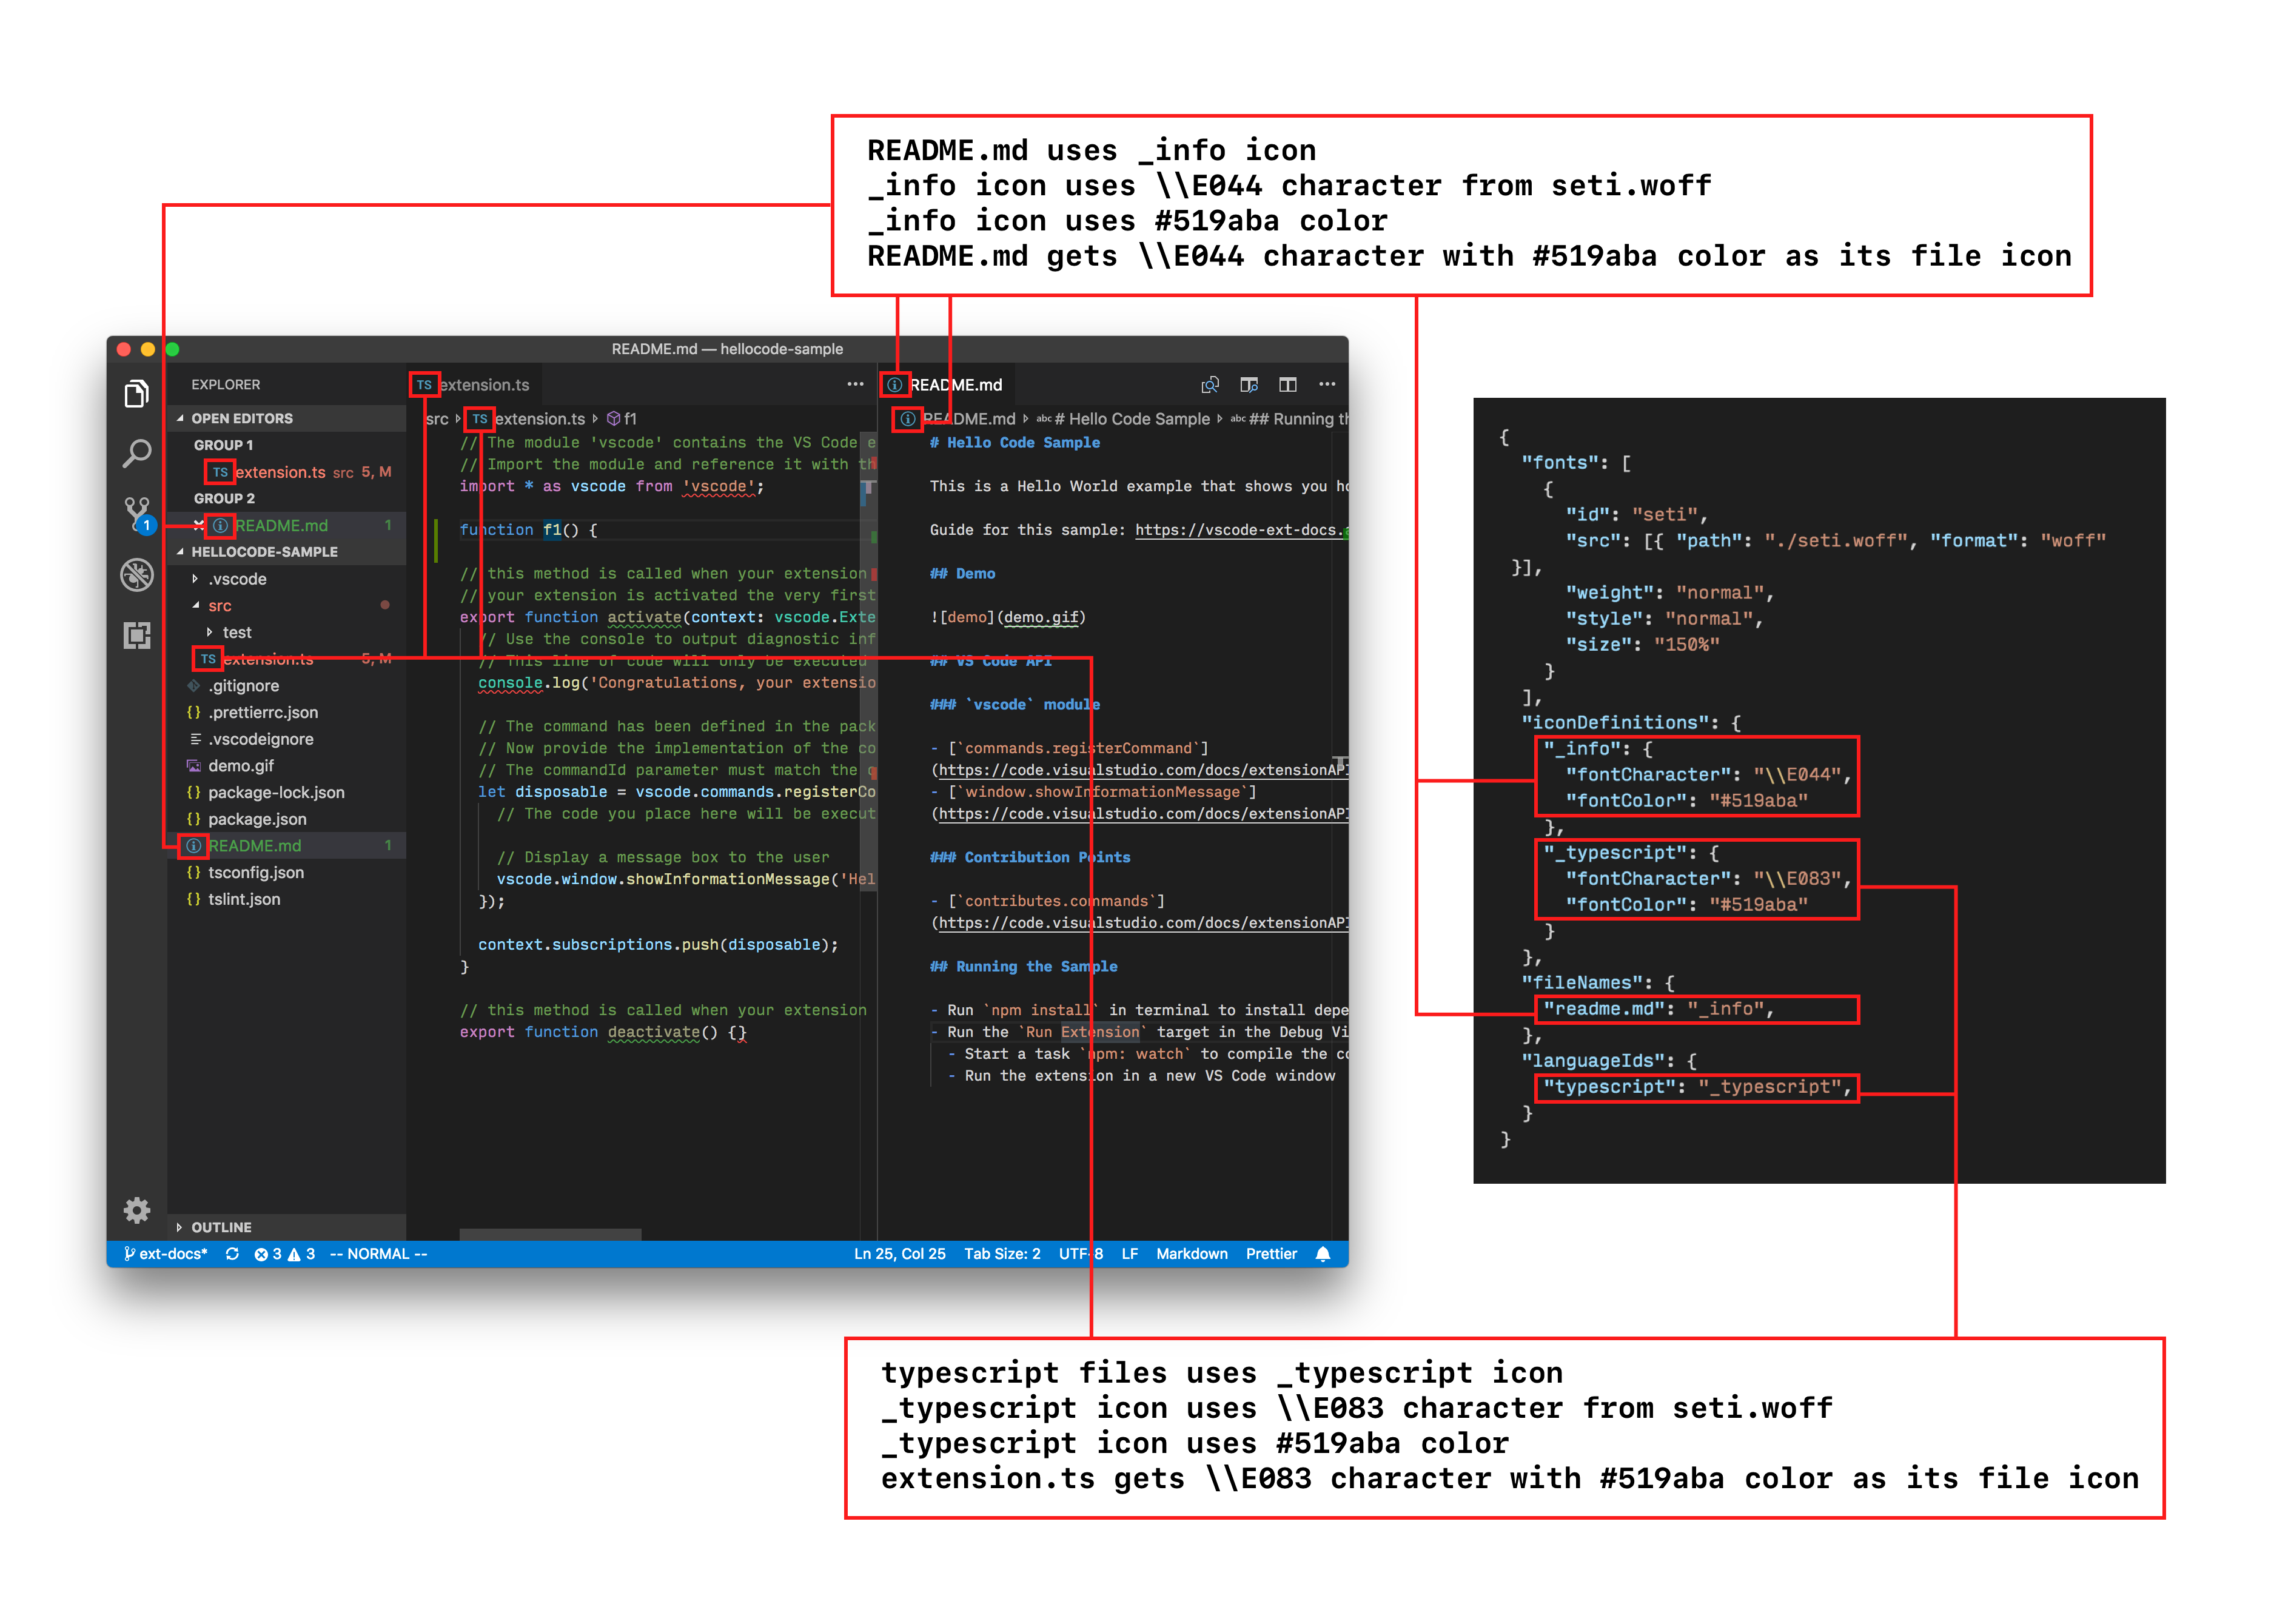 README.md uses _info icon
_info icon uses \\E044 character from seti.woff
_info icon uses #519aba color
README.md gets \\E044 character with #519aba color as its file icon
README.md — hellocode-sample
EXPLORER
OPEN EDITORS
GROUP 1
TS extension.ts src 5, M
GROUP 2
README.md 1
HELLOCODE-SAMPLE
.vscode
src
test
TS extension.ts 5, M
.gitignore
{} .prettierrc.json
.vscodeignore
demo.gif
{} package-lock.json
{} package.json
README.md 1
{} tsconfig.json
{} tslint.json
OUTLINE
1
TS extension.ts
src TS extension.ts f1
// The module 'vscode' contains the VS Code e
// Import the module and reference it with th
import * as vscode from 'vscode';
function f1() {
// this method is called when your extension
// your extension is activated the very first
export function activate(context: vscode.Exte
// Use the console to output diagnostic inf
// This line of code will only be executed
console.log('Congratulations, your extensio
// The command has been defined in the pack
// Now provide the implementation of the co
// The commandId parameter must match the c
let disposable = vscode.commands.registerCo
// The code you place here will be execut
// Display a message box to the user
vscode.window.showInformationMessage('Hel
});
context.subscriptions.push(disposable);
}
// this method is called when your extension
export function deactivate() {}
README.md
README.md abc # Hello Code Sample abc ## Running th
# Hello Code Sample
This is a Hello World example that shows you ho
Guide for this sample: https://vscode-ext-docs.
## Demo
![demo](demo.gif)
## VS Code API
### `vscode` module
- [`commands.registerCommand`]
(https://code.visualstudio.com/docs/extensionAPI
- [`window.showInformationMessage`]
(https://code.visualstudio.com/docs/extensionAPI
### Contribution Points
- [`contributes.commands`]
(https://code.visualstudio.com/docs/extensionAPI
## Running the Sample
- Run `npm install` in terminal to install depe
- Run the `Run Extension` target in the Debug Vi
- Start a task `npm: watch` to compile the co
- Run the extension in a new VS Code window
ext-docs* 3 3 -- NORMAL -- Ln 25, Col 25 Tab Size: 2 UTF-8 LF Markdown Prettier
{
"fonts": [
{
"id": "seti",
"src": [{ "path": "./seti.woff", "format": "woff"
}],
"weight": "normal",
"style": "normal",
"size": "150%"
}
],
"iconDefinitions": {
"_info": {
"fontCharacter": "\\E044",
"fontColor": "#519aba"
},
"_typescript": {
"fontCharacter": "\\E083",
"fontColor": "#519aba"
}
},
"fileNames": {
"readme.md": "_info",
},
"languageIds": {
"typescript": "_typescript",
}
}
typescript files uses _typescript icon
_typescript icon uses \\E083 character from seti.woff
_typescript icon uses #519aba color
extension.ts gets \\E083 character with #519aba color as its file icon